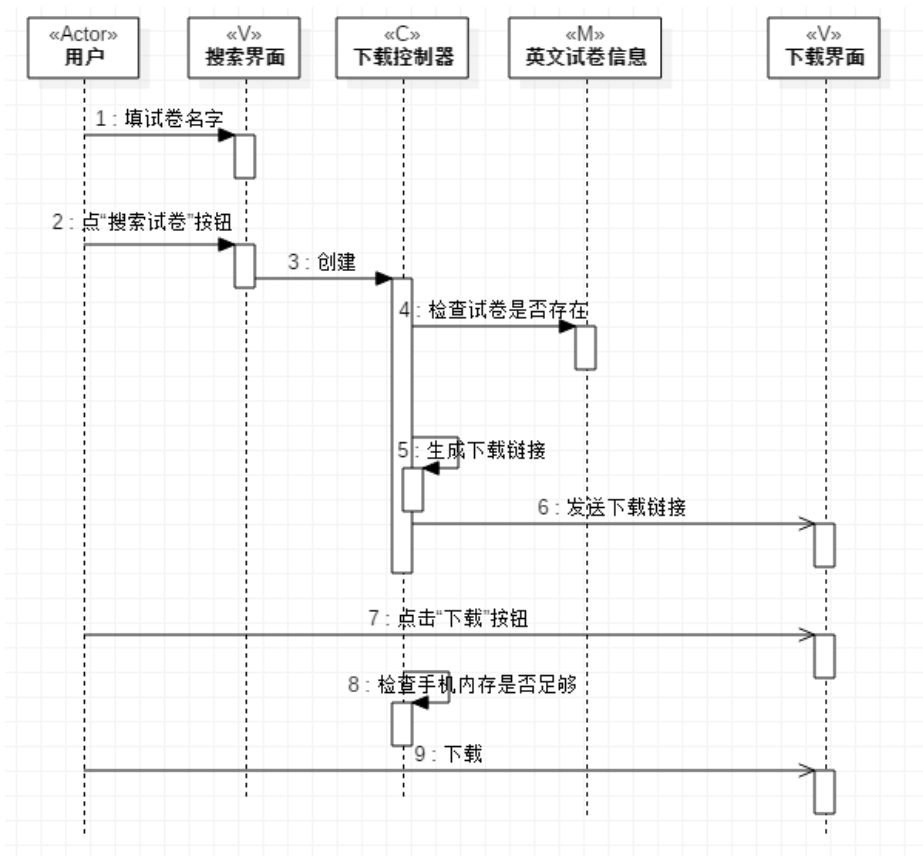 «Actor»
用户
«V»
搜索界面
«C»
下载控制器
«M»
英文试卷信息
«V»
下载界面
1 : 填试卷名字
2 : 点“搜索试卷”按钮
3 : 创建
4 : 检查试卷是否存在
5 : 生成下载链接
6 : 发送下载链接
7 : 点击“下载”按钮
8 : 检查手机内存是否足够
9 : 下载